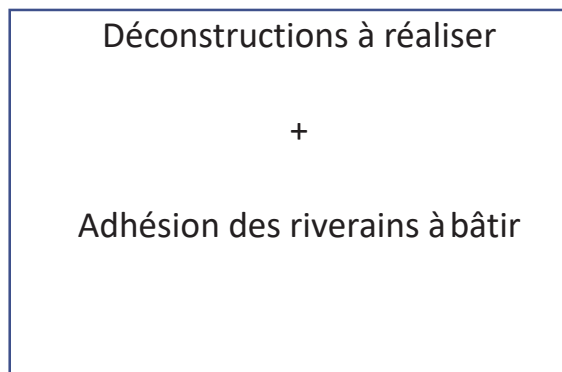 Déconstructions à réaliser
+
Adhésion des riverains à bâtir